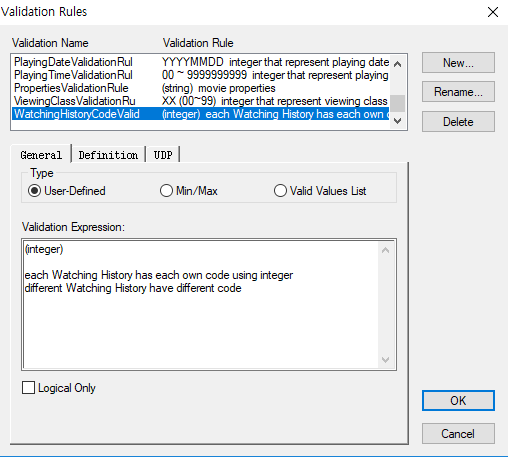 Validation Rules
Validation Name Validation Rule
PlayingDateValidationRul YYYYMMDD integer that represent playing date
PlayingTimeValidationRul 00 ~ 9999999999 integer that represent playing
PropertiesValidationRule (string) movie properties
ViewingClassValidationRu XX (00~99) integer that represent viewing class
WatchingHistoryCodeValid (integer) each Watching History has each own
New...
Rename...
Delete
General Definition UDP
Type
User-Defined Min/Max Valid Values List
Validation Expression:
(integer)
each Watching History has each own code using integer
different Watching History have different code
Logical Only
OK
Cancel